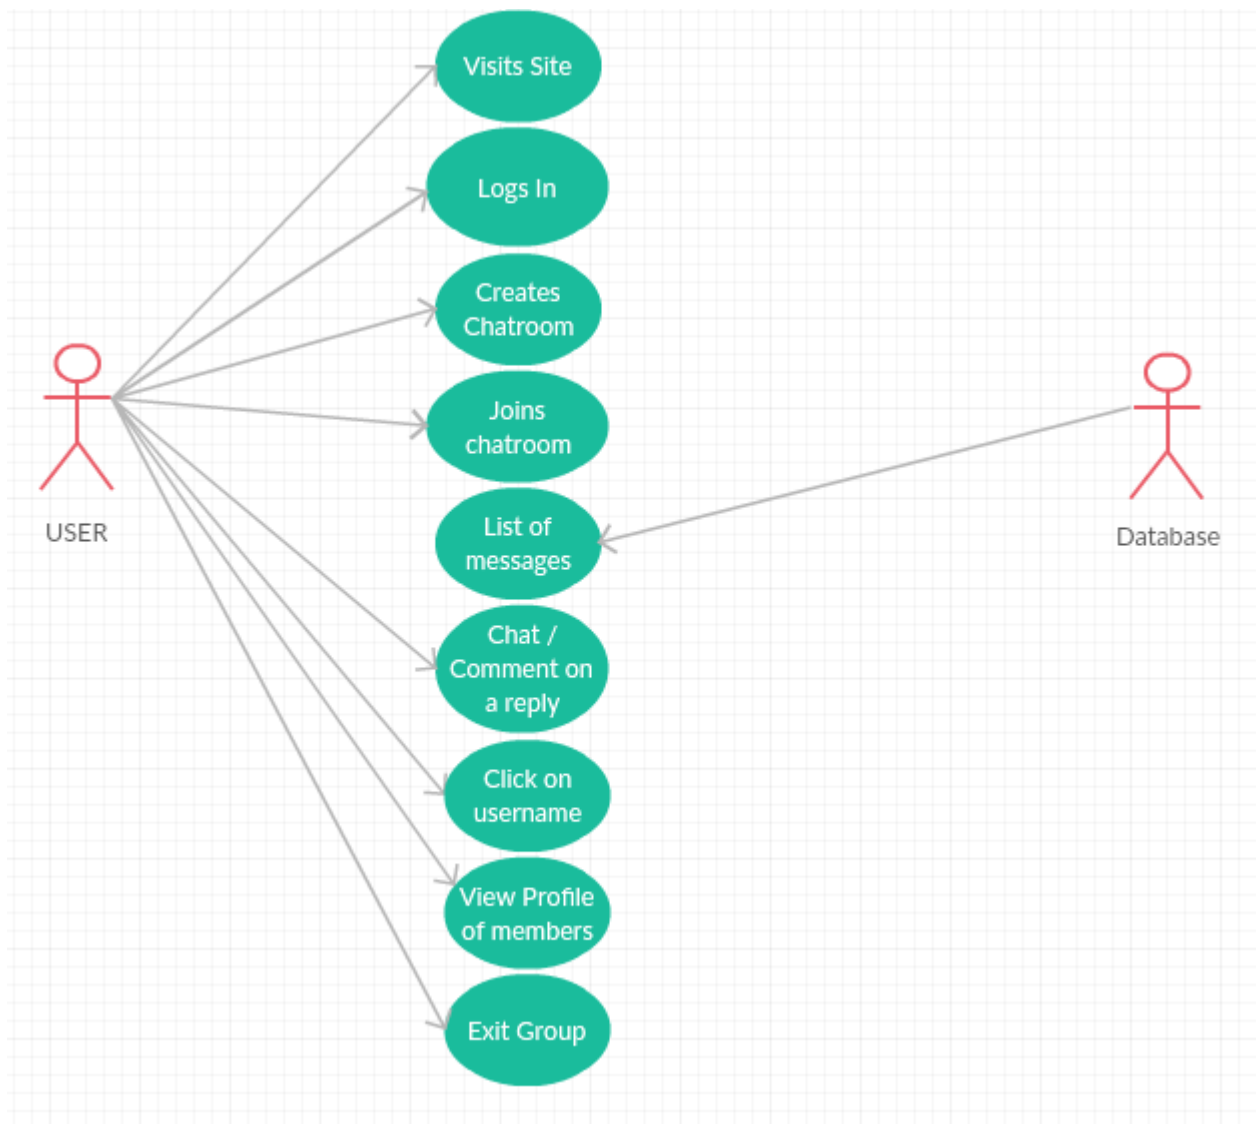 Visits Site
Logs In
Creates
Chatroom
Joins
chatroom
USER
List of
messages
Database
Chat /
Comment on
a reply
Click on
username
View Profile
of members
Exit Group